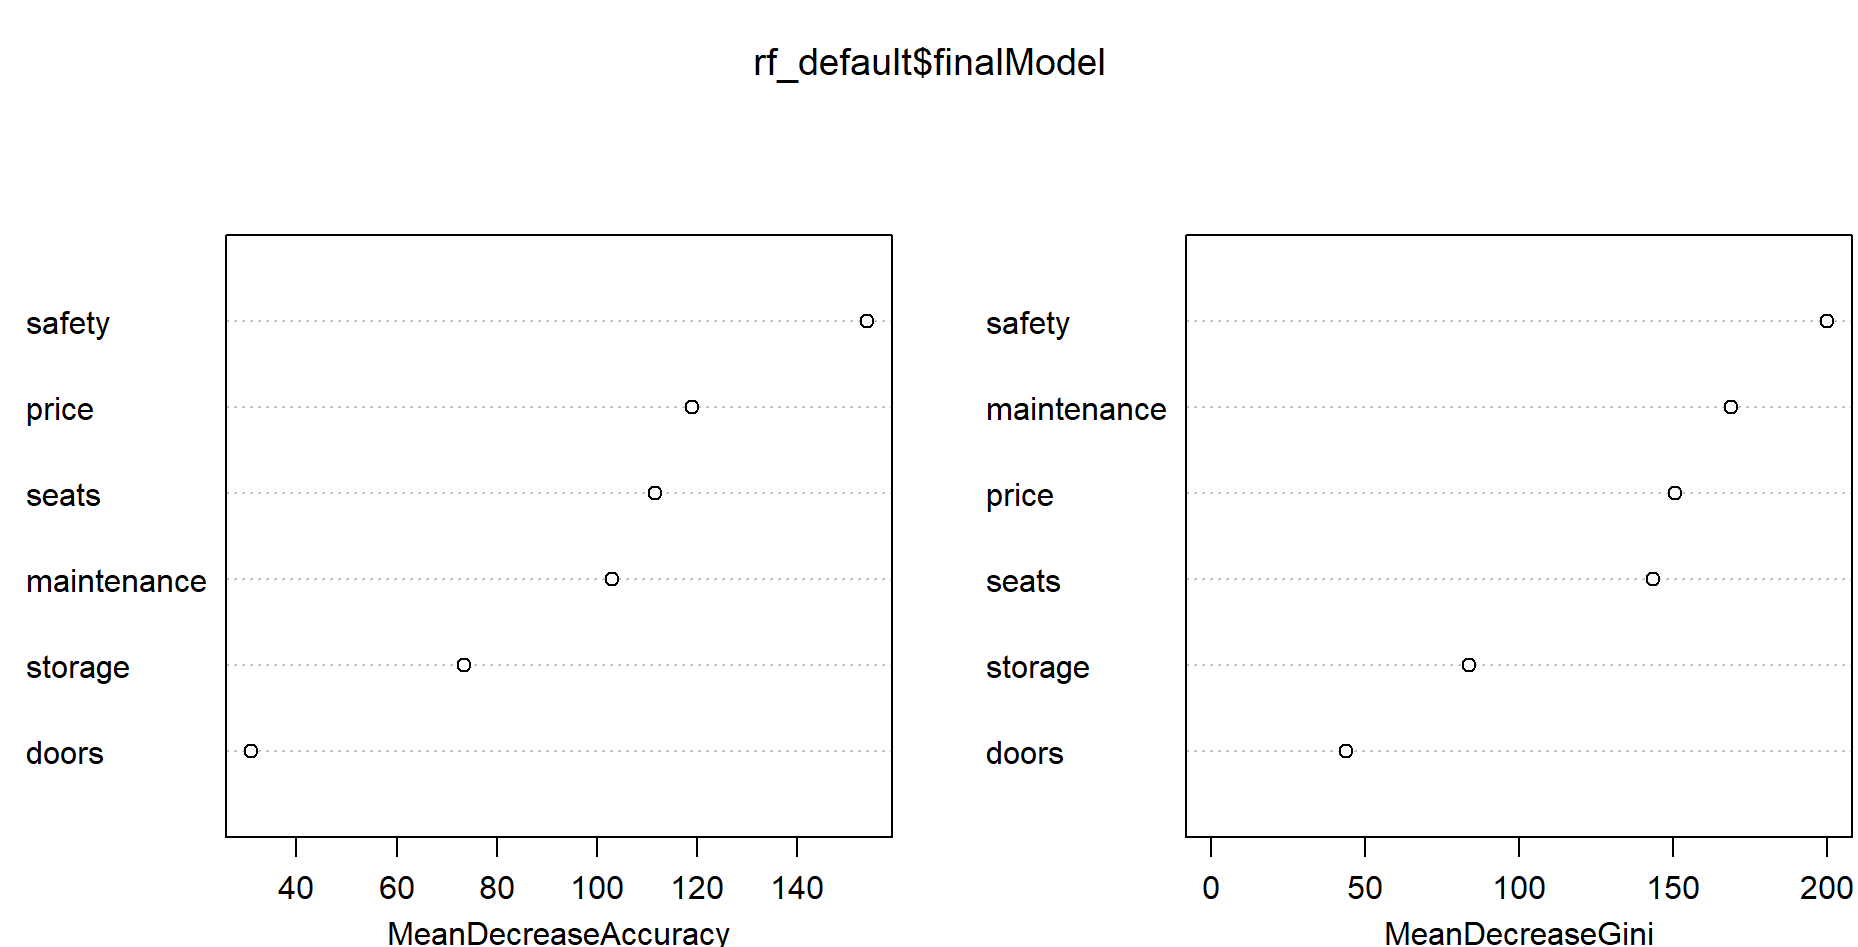 rf_default$finalModel
safety
price
seats
maintenance
storage
doors
40 60 80 100 120 140
MeanDecreaseAccuracy
safety
maintenance
price
seats
storage
doors
0 50 100 150 200
MeanDecreaseGini